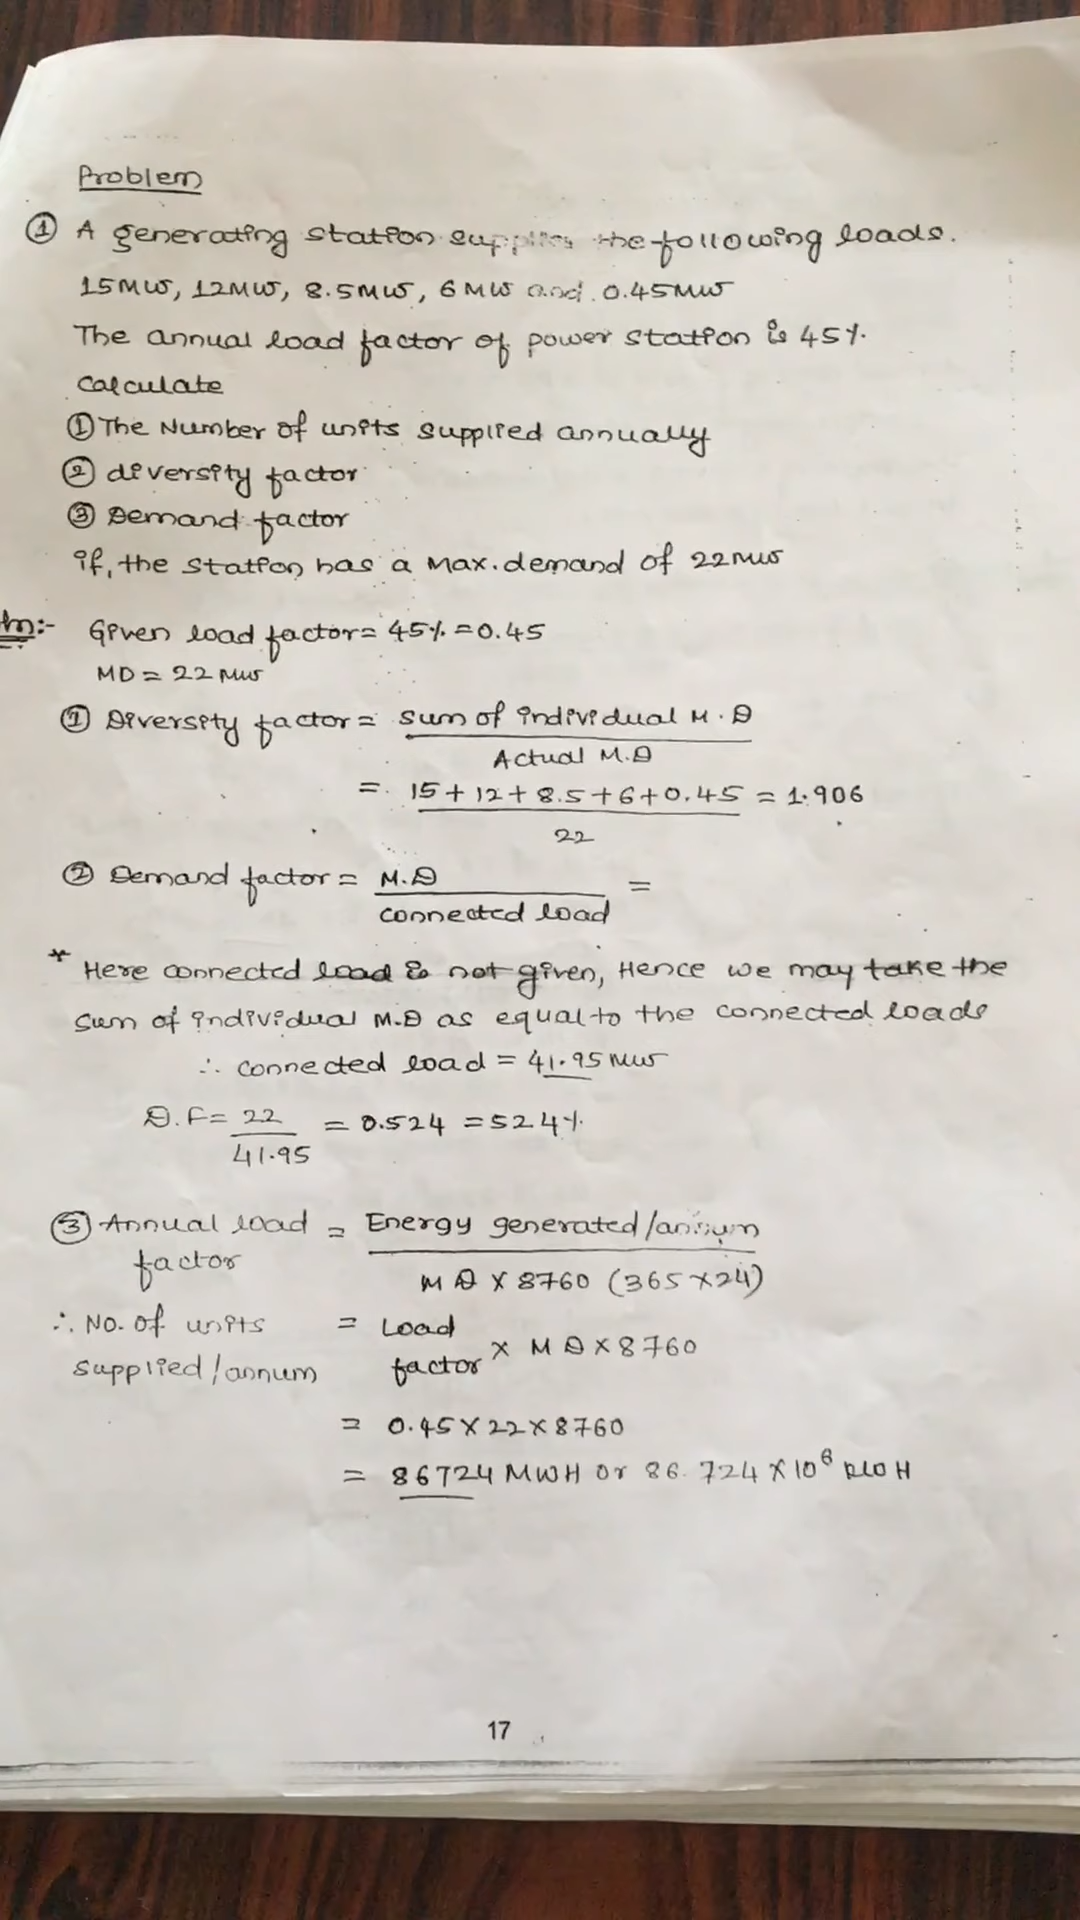 Problem
① A generating station supplies the following loads.
15MW, 12MW, 8.5MW, 6MW and 0.45MW
The annual load factor of power station is 45%.
Calculate
① The Number of units supplied annually
② diversity factor
③ Demand factor
if, the station has a Max. demand of 22MW
Given load factor = 45% = 0.45
MD = 22MW
① Diversity factor = sum of individual M.D
Actual M.D
= 15+12+8.5+6+0.45 = 1.906
22
② Demand factor = M.D =
connected load
* Here connected load is not given, Hence we may take the
sum of individual M.D as equal to the connected loads
∴ connected load = 41.95MW
D.F = 22 = 0.524 = 52.4%
41.95
③ Annual load = Energy generated/annum
factor
MD X 8760 (365X24)
∴ No. of units = Load
supplied/annum factor X MD X 8760
= 0.45 X 22 X 8760
= 86724 MWH or 86.724 X 10⁶ KWH
17